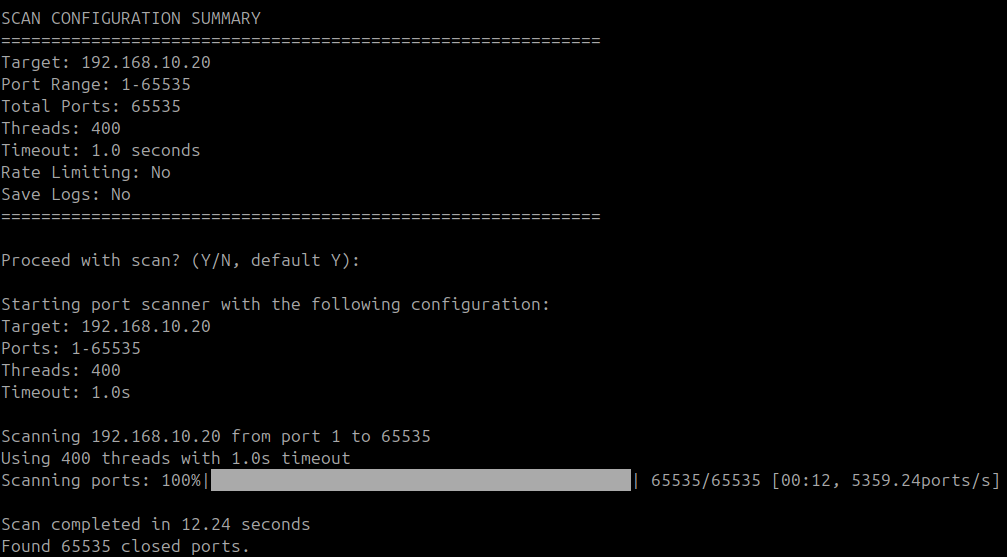 SCAN CONFIGURATION SUMMARY
============================================================
Target: 192.168.10.20
Port Range: 1-65535
Total Ports: 65535
Threads: 400
Timeout: 1.0 seconds
Rate Limiting: No
Save Logs: No
============================================================
Proceed with scan? (Y/N, default Y):
Starting port scanner with the following configuration:
Target: 192.168.10.20
Ports: 1-65535
Threads: 400
Timeout: 1.0s
Scanning 192.168.10.20 from port 1 to 65535
Using 400 threads with 1.0s timeout
Scanning ports: 100%|██████████████████████████████████████████| 65535/65535 [00:12, 5359.24ports/s]
Scan completed in 12.24 seconds
Found 65535 closed ports.